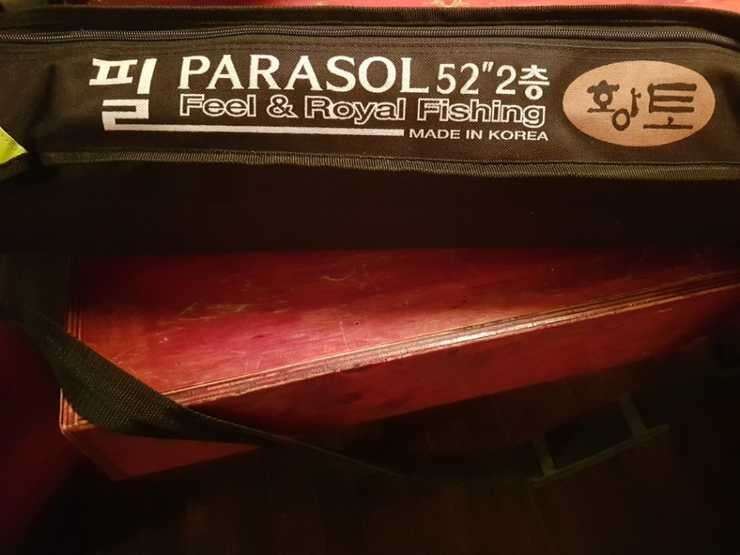 필 PARASOL 52"2층
Feel & Royal Fishing
MADE IN KOREA
황토